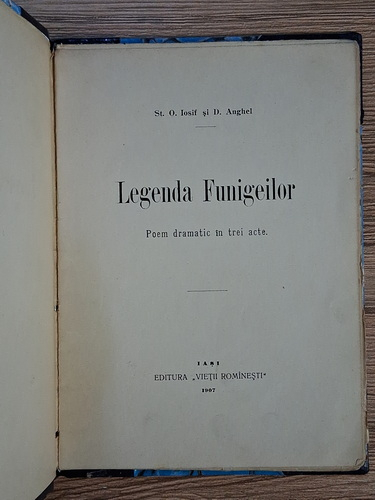 St. O. Iosif și D. Anghel
Legenda Funigeilor
Poem dramatic în trei acte.
IAȘI
EDITURA „VIEȚII ROMÎNEȘTI“
1907